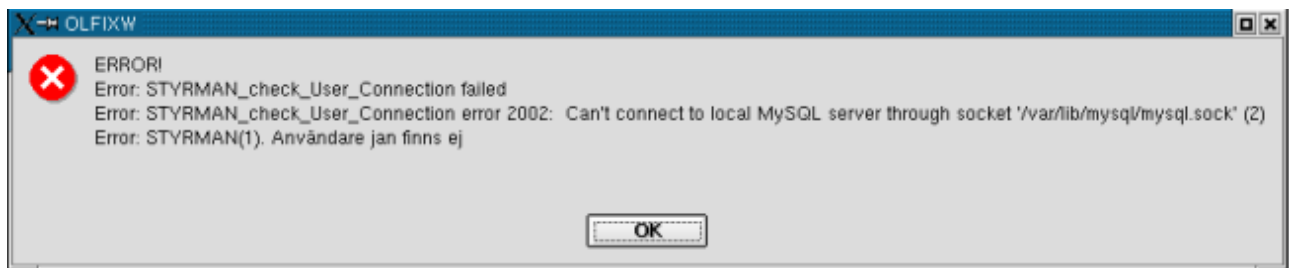 OLFIXW
ERROR!
Error: STYRMAN_check_User_Connection failed
Error: STYRMAN_check_User_Connection error 2002: Can't connect to local MySQL server through socket '/var/lib/mysql/mysql.sock' (2)
Error: STYRMAN(1). Användare jan finns ej
OK